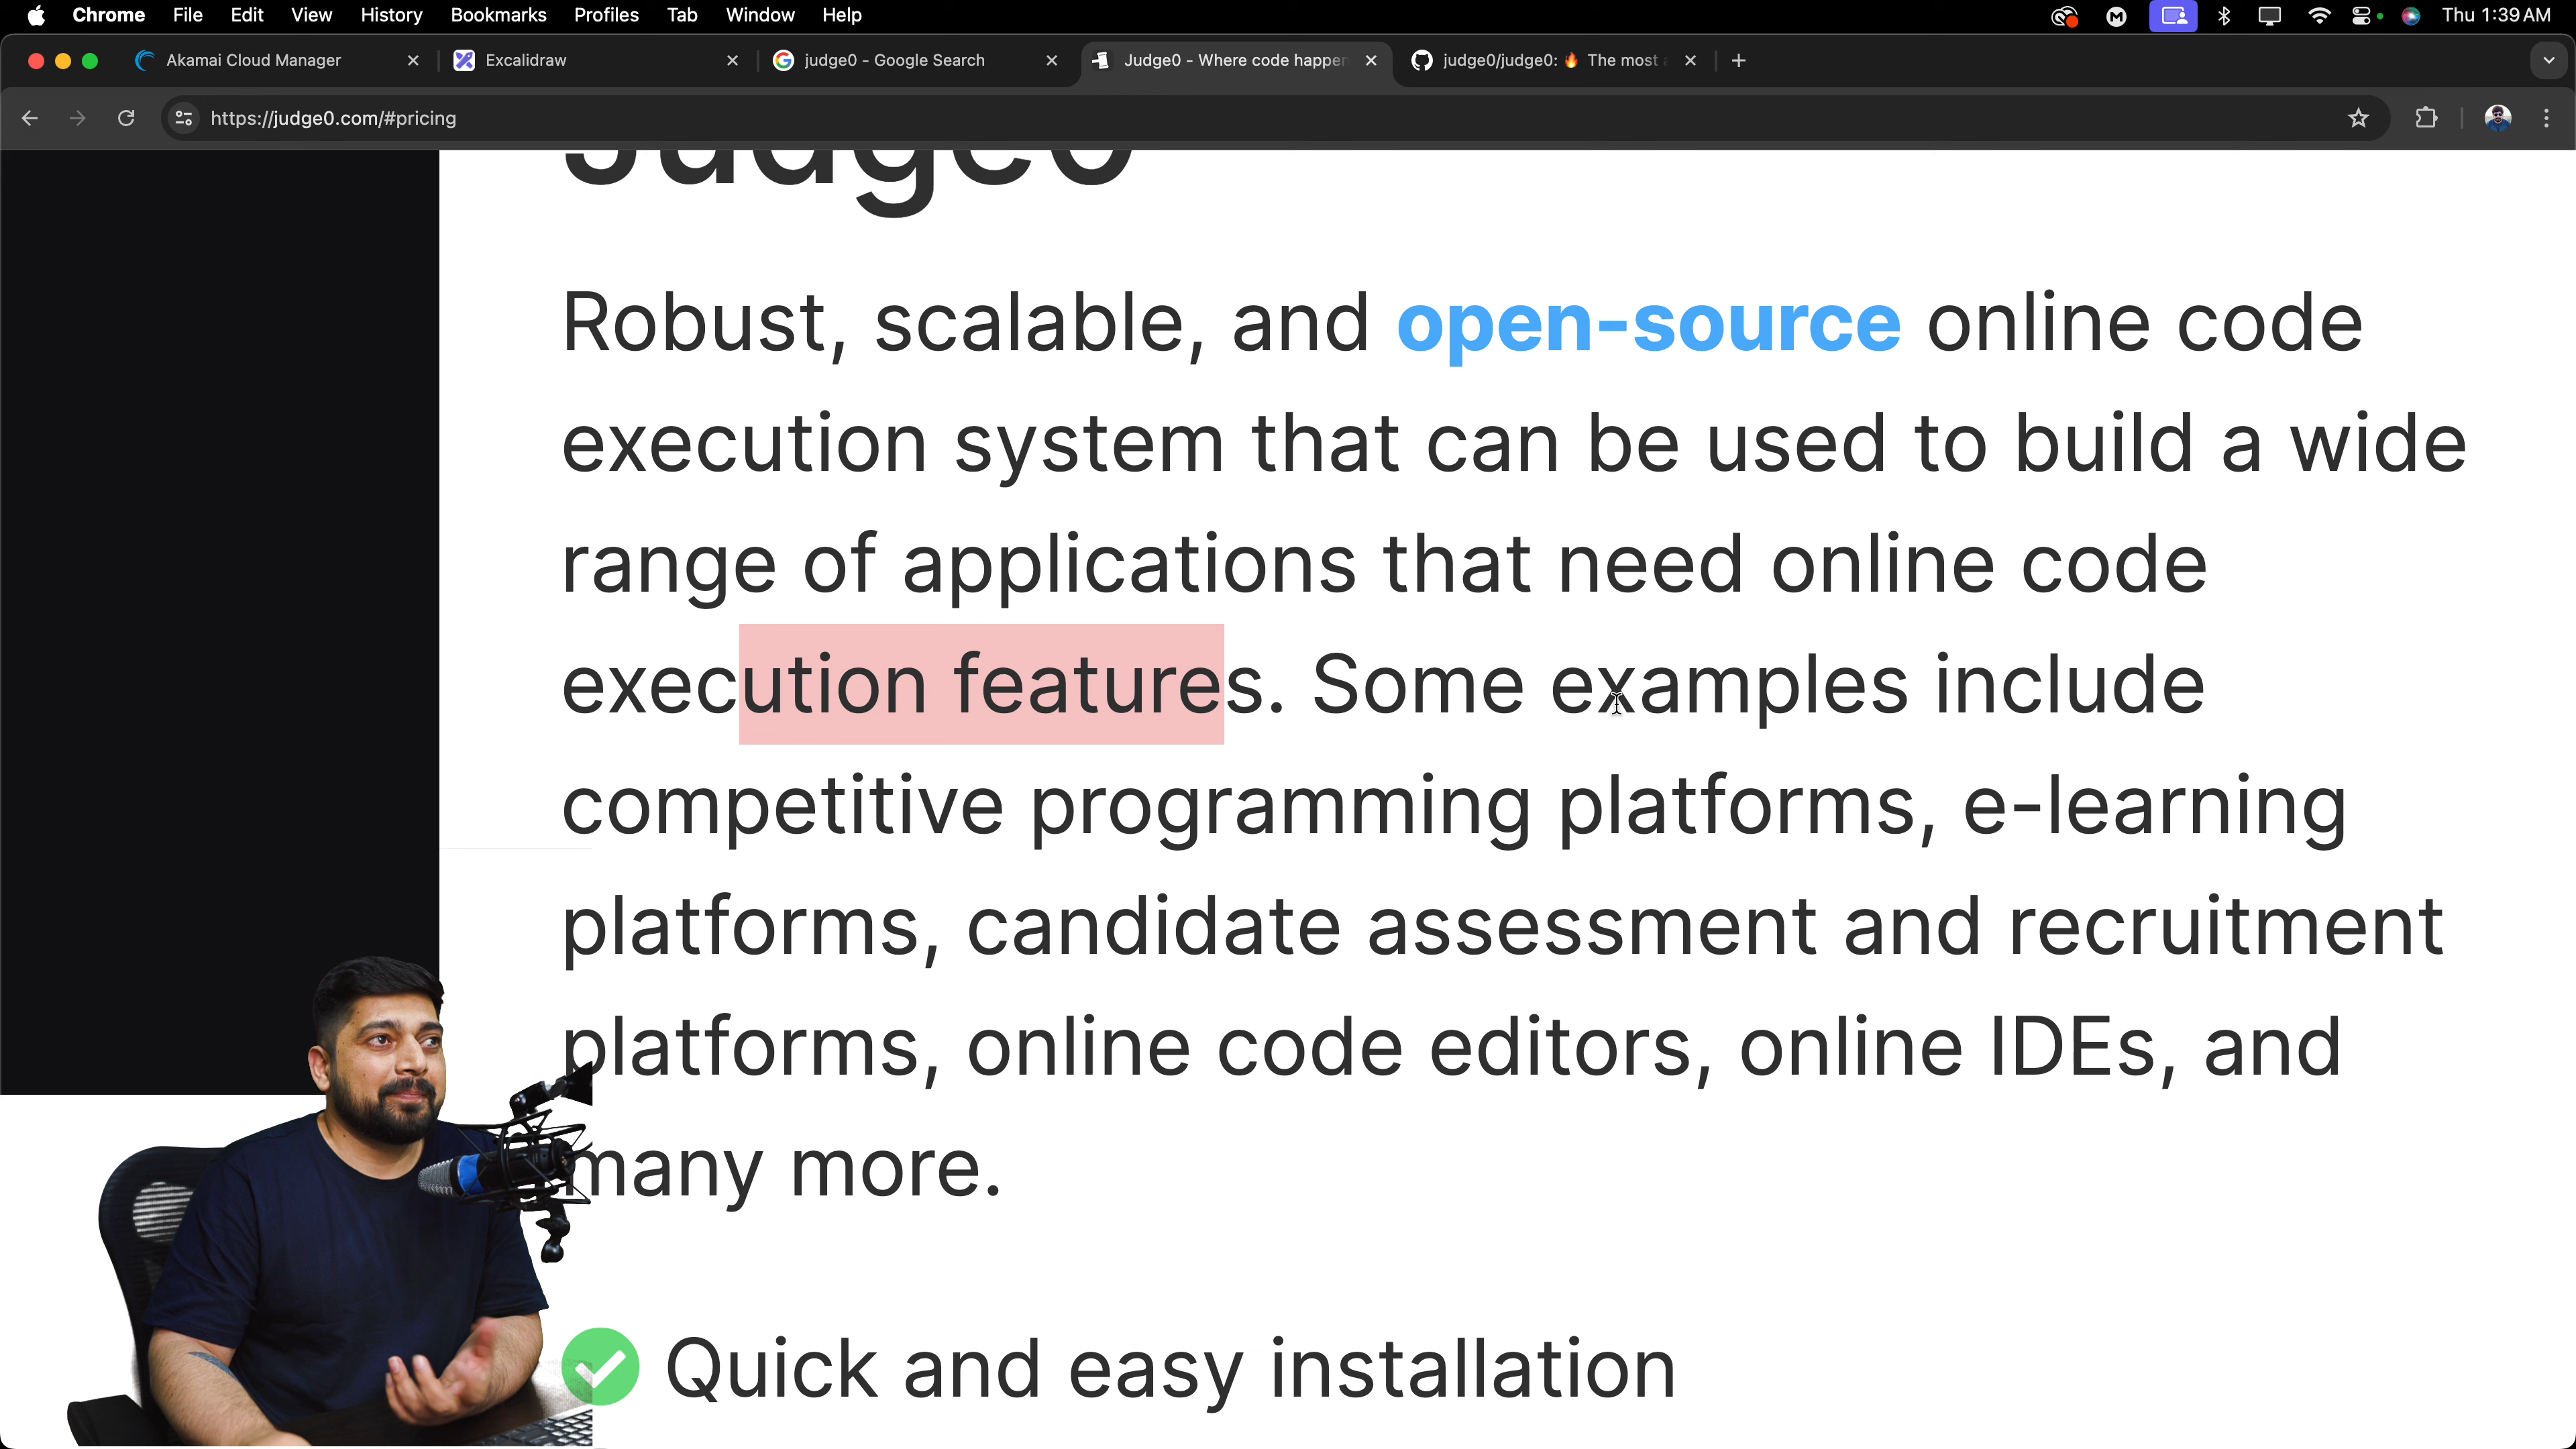 Chrome File Edit View History Bookmarks Profiles Tab Window Help Thu 1:39 AM
Akamai Cloud Manager Excalidraw judge0 - Google Search Judge0 - Where code happen judge0/judge0: 🔥 The most a
https://judge0.com/#pricing
Judge0
Robust, scalable, and open-source online code
execution system that can be used to build a wide
range of applications that need online code
execution features. Some examples include
competitive programming platforms, e-learning
platforms, candidate assessment and recruitment
platforms, online code editors, online IDEs, and
many more.
Quick and easy installation